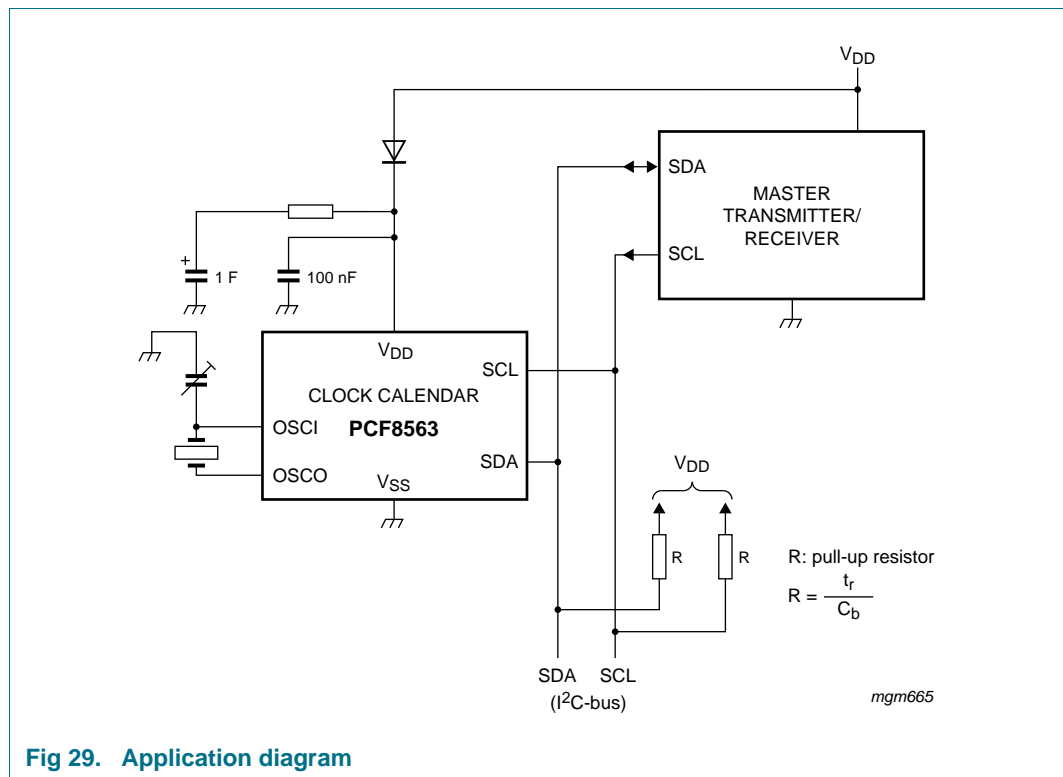 VDD
SDA
MASTER
TRANSMITTER/
RECEIVER
SCL
+
1 F
100 nF
VDD
SCL
CLOCK CALENDAR
OSCI
PCF8563
SDA
OSCO
VSS
VDD
R
R
R: pull-up resistor
R = tr
Cb
SDA SCL
(I²C-bus)
mgm665
Fig 29. Application diagram